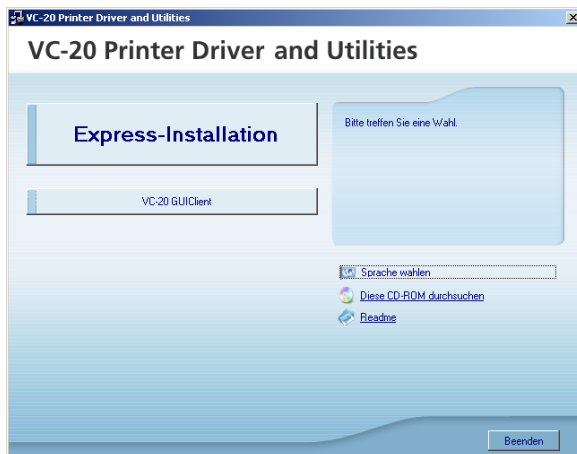 VC-20 Printer Driver and Utilities
VC-20 Printer Driver and Utilities
Express-Installation
VC-20 GUIClient
Bitte treffen Sie eine Wahl.
Sprache wählen
Diese CD-ROM durchsuchen
Readme
Beenden